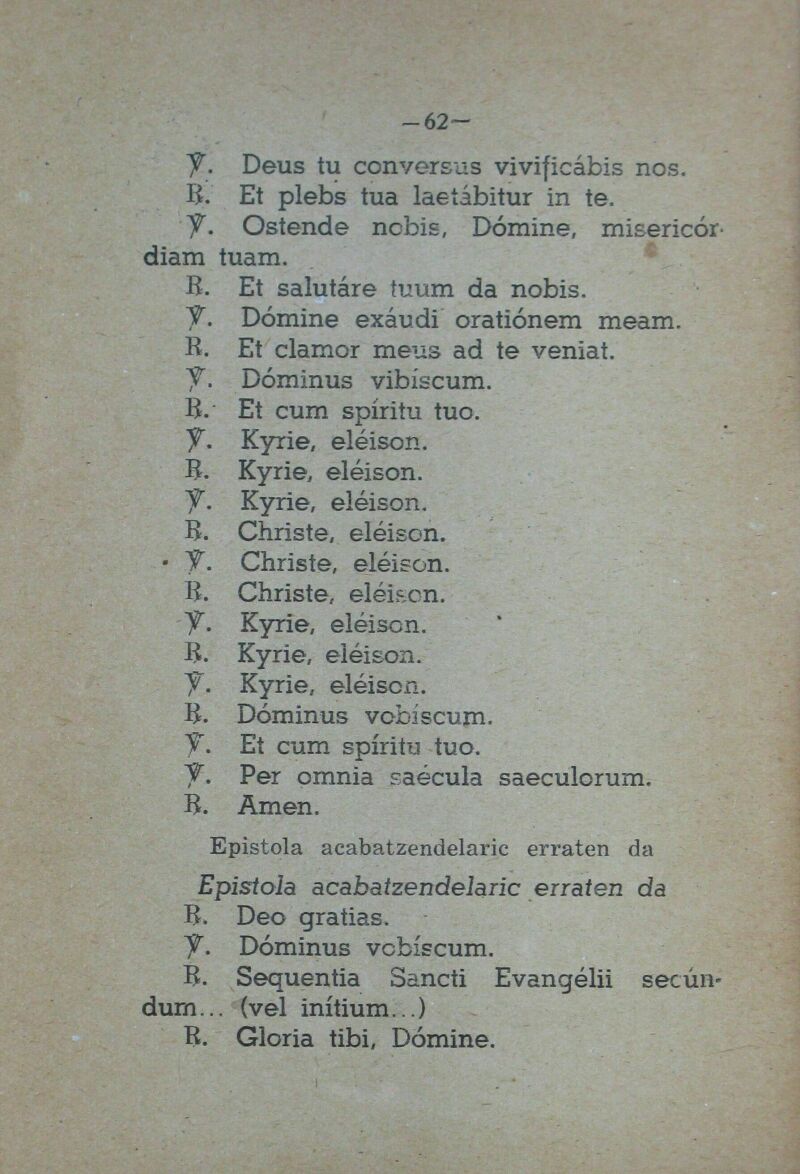 —62—
℣. Deus tu conversus vivificábis nos.
℟. Et plebs tua laetábitur in te.
℣. Ostende nobis, Dómine, misericór-
diam tuam.
℟. Et salutáre tuum da nobis.
℣. Dómine exáudi oratiónem meam.
℟. Et clamor meus ad te veniat.
℣. Dóminus vibíscum.
℟. Et cum spíritu tuo.
℣. Kyrie, eléison.
℟. Kyrie, eléison.
℣. Kyrie, eléison.
℟. Christe, eléison.
℣. Christe, eléison.
℟. Christe, eléison.
℣. Kyrie, eléison.
℟. Kyrie, eléison.
℣. Kyrie, eléison.
℟. Dóminus vobíscum.
℣. Et cum spíritu tuo.
℣. Per omnia saécula saeculorum.
℟. Amen.
Epistola acabatzendelaric erraten da
Epistola acabatzendelaric erraten da
℟. Deo gratias.
℣. Dóminus vobíscum.
℟. Sequentia Sancti Evangélii secún-
dum... (vel inítium...)
℟. Gloria tibi, Dómine.